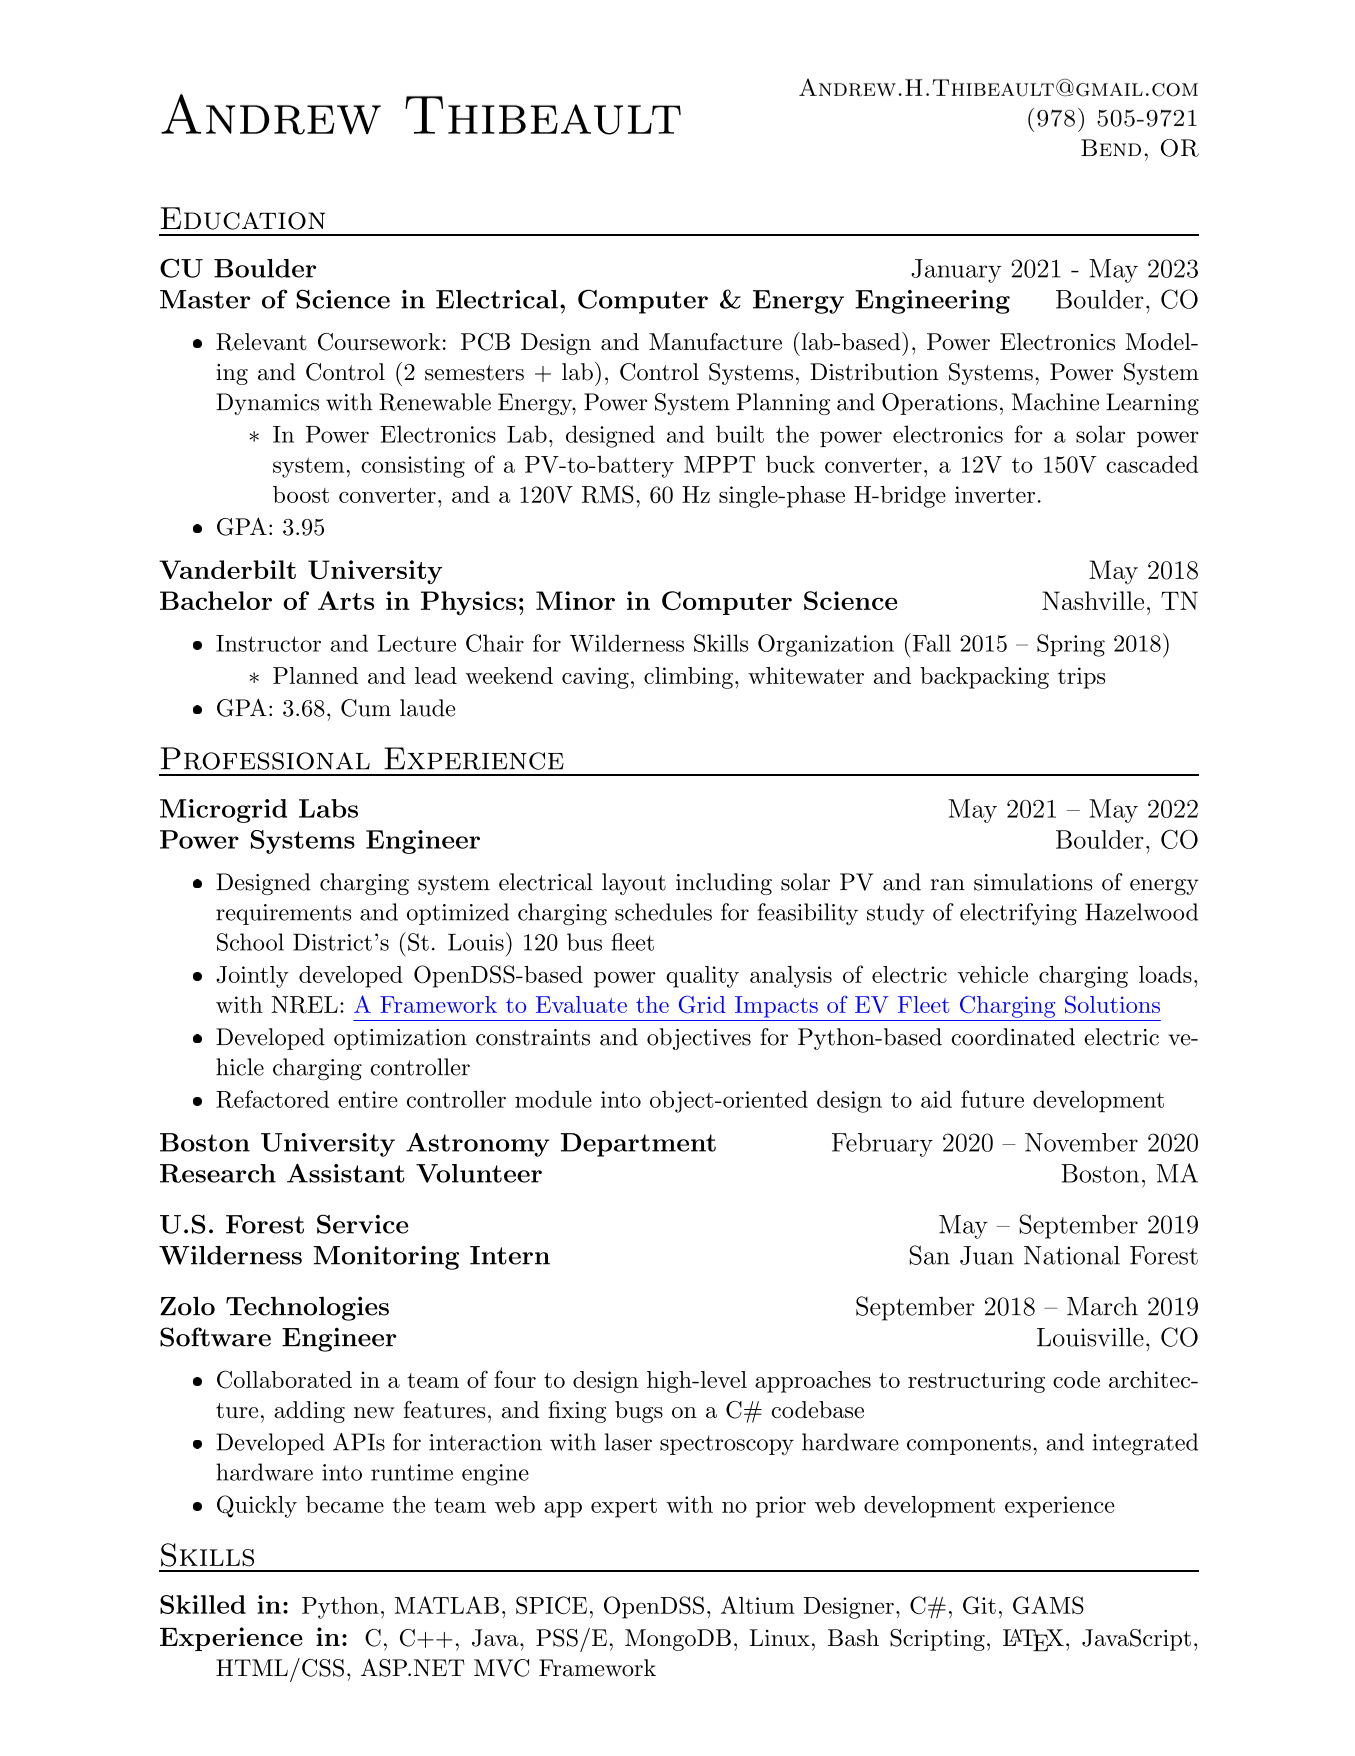 Andrew Thibeault
Andrew.H.Thibeault@gmail.com
(978) 505-9721
Bend, OR
Education
CU Boulder January 2021 - May 2023
Master of Science in Electrical, Computer & Energy Engineering Boulder, CO
• Relevant Coursework: PCB Design and Manufacture (lab-based), Power Electronics Model-
ing and Control (2 semesters + lab), Control Systems, Distribution Systems, Power System
Dynamics with Renewable Energy, Power System Planning and Operations, Machine Learning
∗ In Power Electronics Lab, designed and built the power electronics for a solar power
system, consisting of a PV-to-battery MPPT buck converter, a 12V to 150V cascaded
boost converter, and a 120V RMS, 60 Hz single-phase H-bridge inverter.
• GPA: 3.95
Vanderbilt University May 2018
Bachelor of Arts in Physics; Minor in Computer Science Nashville, TN
• Instructor and Lecture Chair for Wilderness Skills Organization (Fall 2015 – Spring 2018)
∗ Planned and lead weekend caving, climbing, whitewater and backpacking trips
• GPA: 3.68, Cum laude
Professional Experience
Microgrid Labs May 2021 – May 2022
Power Systems Engineer Boulder, CO
• Designed charging system electrical layout including solar PV and ran simulations of energy
requirements and optimized charging schedules for feasibility study of electrifying Hazelwood
School District's (St. Louis) 120 bus fleet
• Jointly developed OpenDSS-based power quality analysis of electric vehicle charging loads,
with NREL: A Framework to Evaluate the Grid Impacts of EV Fleet Charging Solutions
• Developed optimization constraints and objectives for Python-based coordinated electric ve-
hicle charging controller
• Refactored entire controller module into object-oriented design to aid future development
Boston University Astronomy Department February 2020 – November 2020
Research Assistant Volunteer Boston, MA
U.S. Forest Service May – September 2019
Wilderness Monitoring Intern San Juan National Forest
Zolo Technologies September 2018 – March 2019
Software Engineer Louisville, CO
• Collaborated in a team of four to design high-level approaches to restructuring code architec-
ture, adding new features, and fixing bugs on a C# codebase
• Developed APIs for interaction with laser spectroscopy hardware components, and integrated
hardware into runtime engine
• Quickly became the team web app expert with no prior web development experience
Skills
Skilled in: Python, MATLAB, SPICE, OpenDSS, Altium Designer, C#, Git, GAMS
Experience in: C, C++, Java, PSS/E, MongoDB, Linux, Bash Scripting, LATEX, JavaScript,
HTML/CSS, ASP.NET MVC Framework